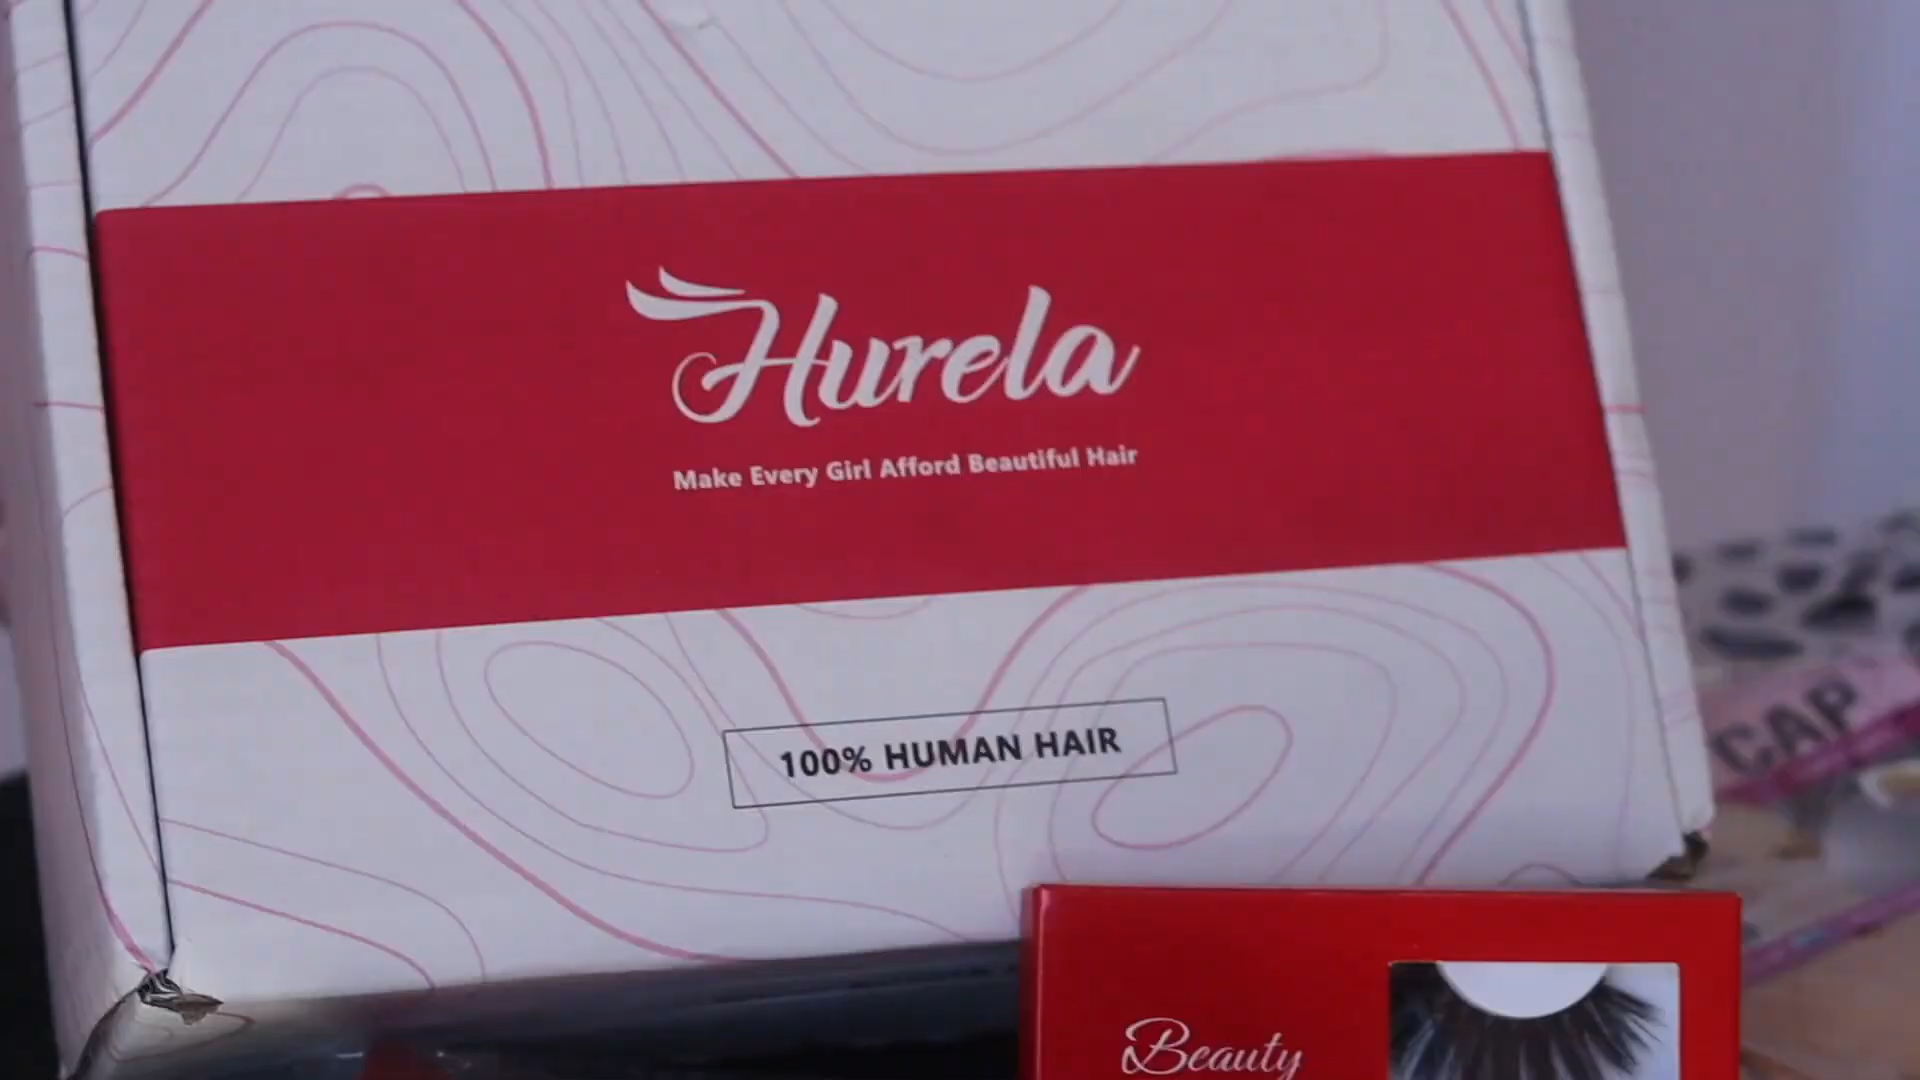 Hurela
Make Every Girl Afford Beautiful Hair
100% HUMAN HAIR
CAP
Beauty